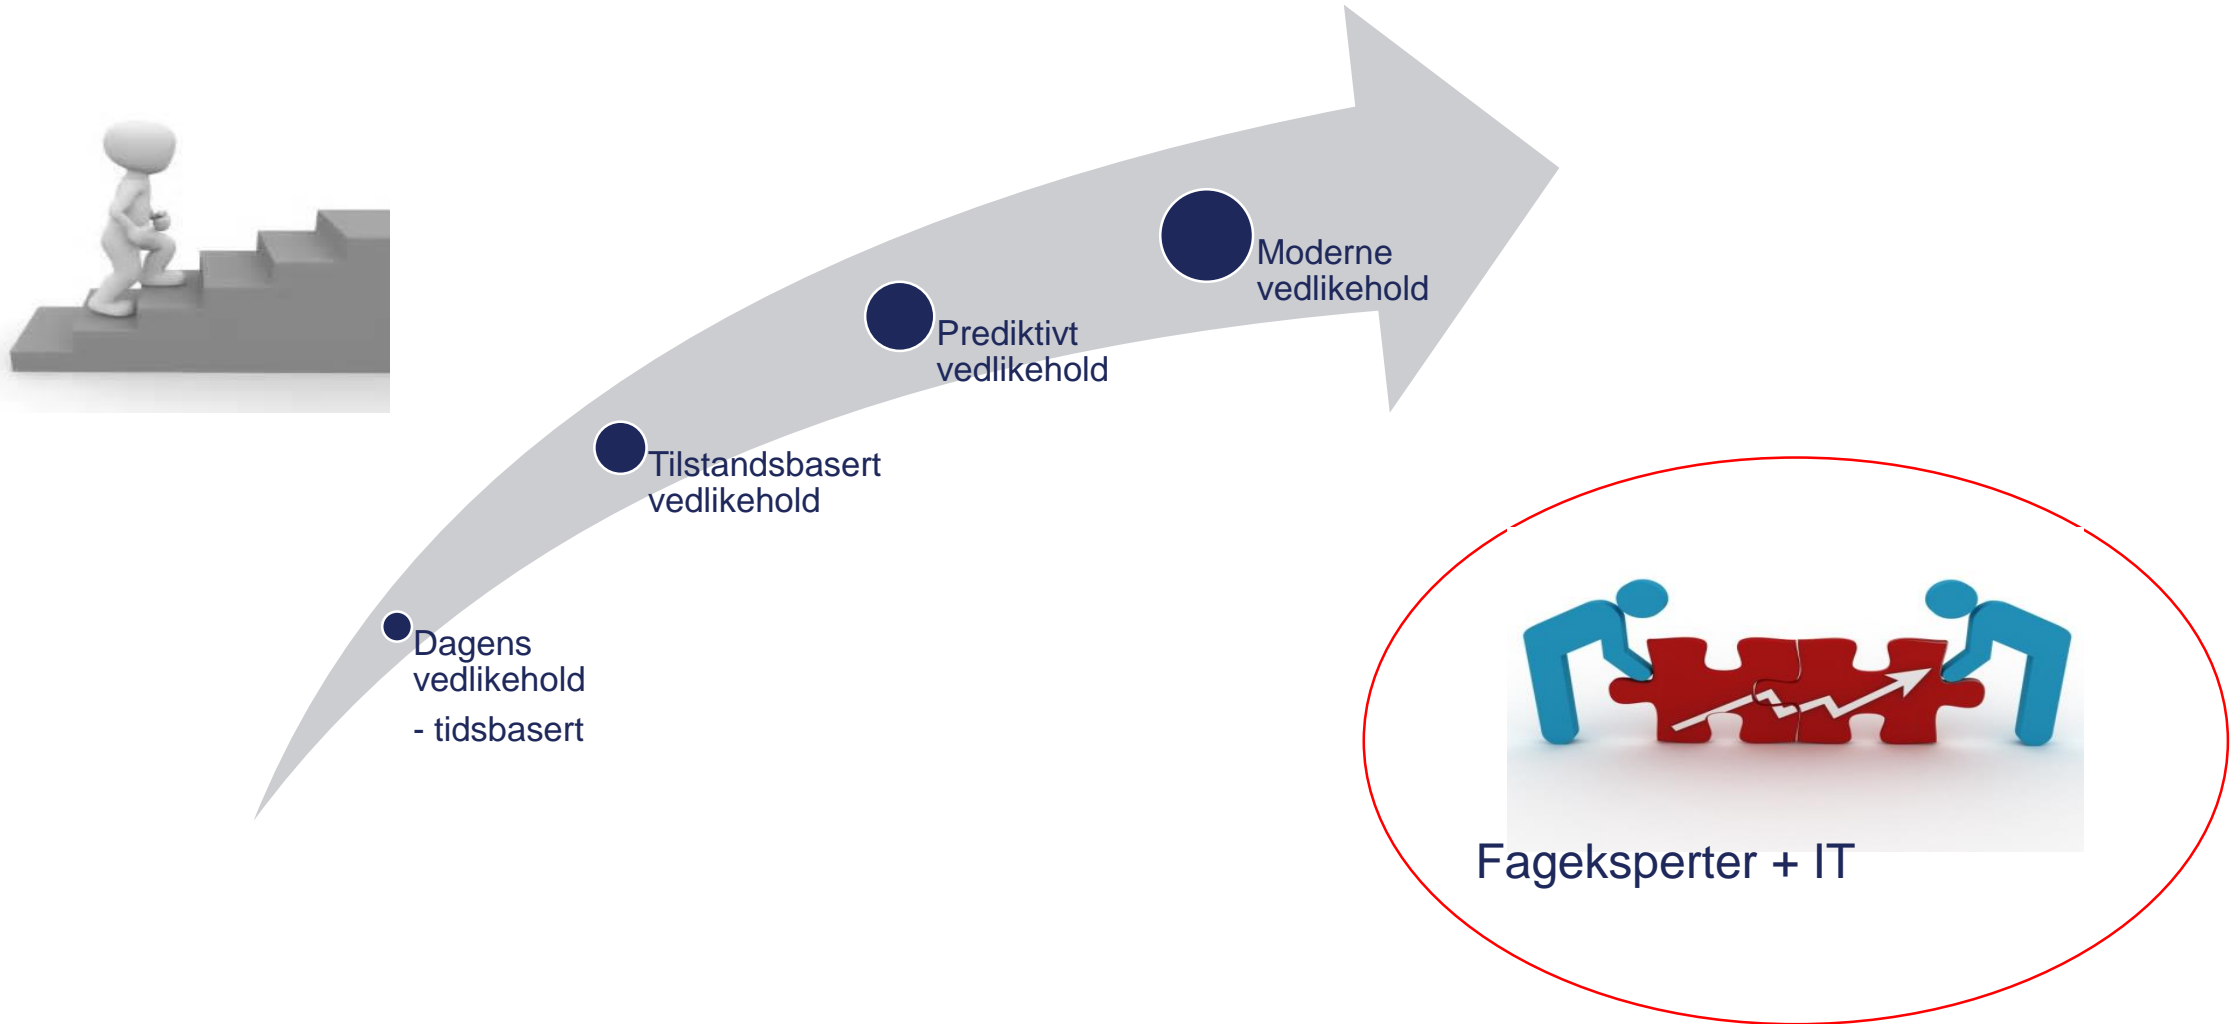 Moderne
vedlikehold
Prediktivt
vedlikehold
Tilstandsbasert
vedlikehold
Dagens
vedlikehold
- tidsbasert
Fageksperter + IT